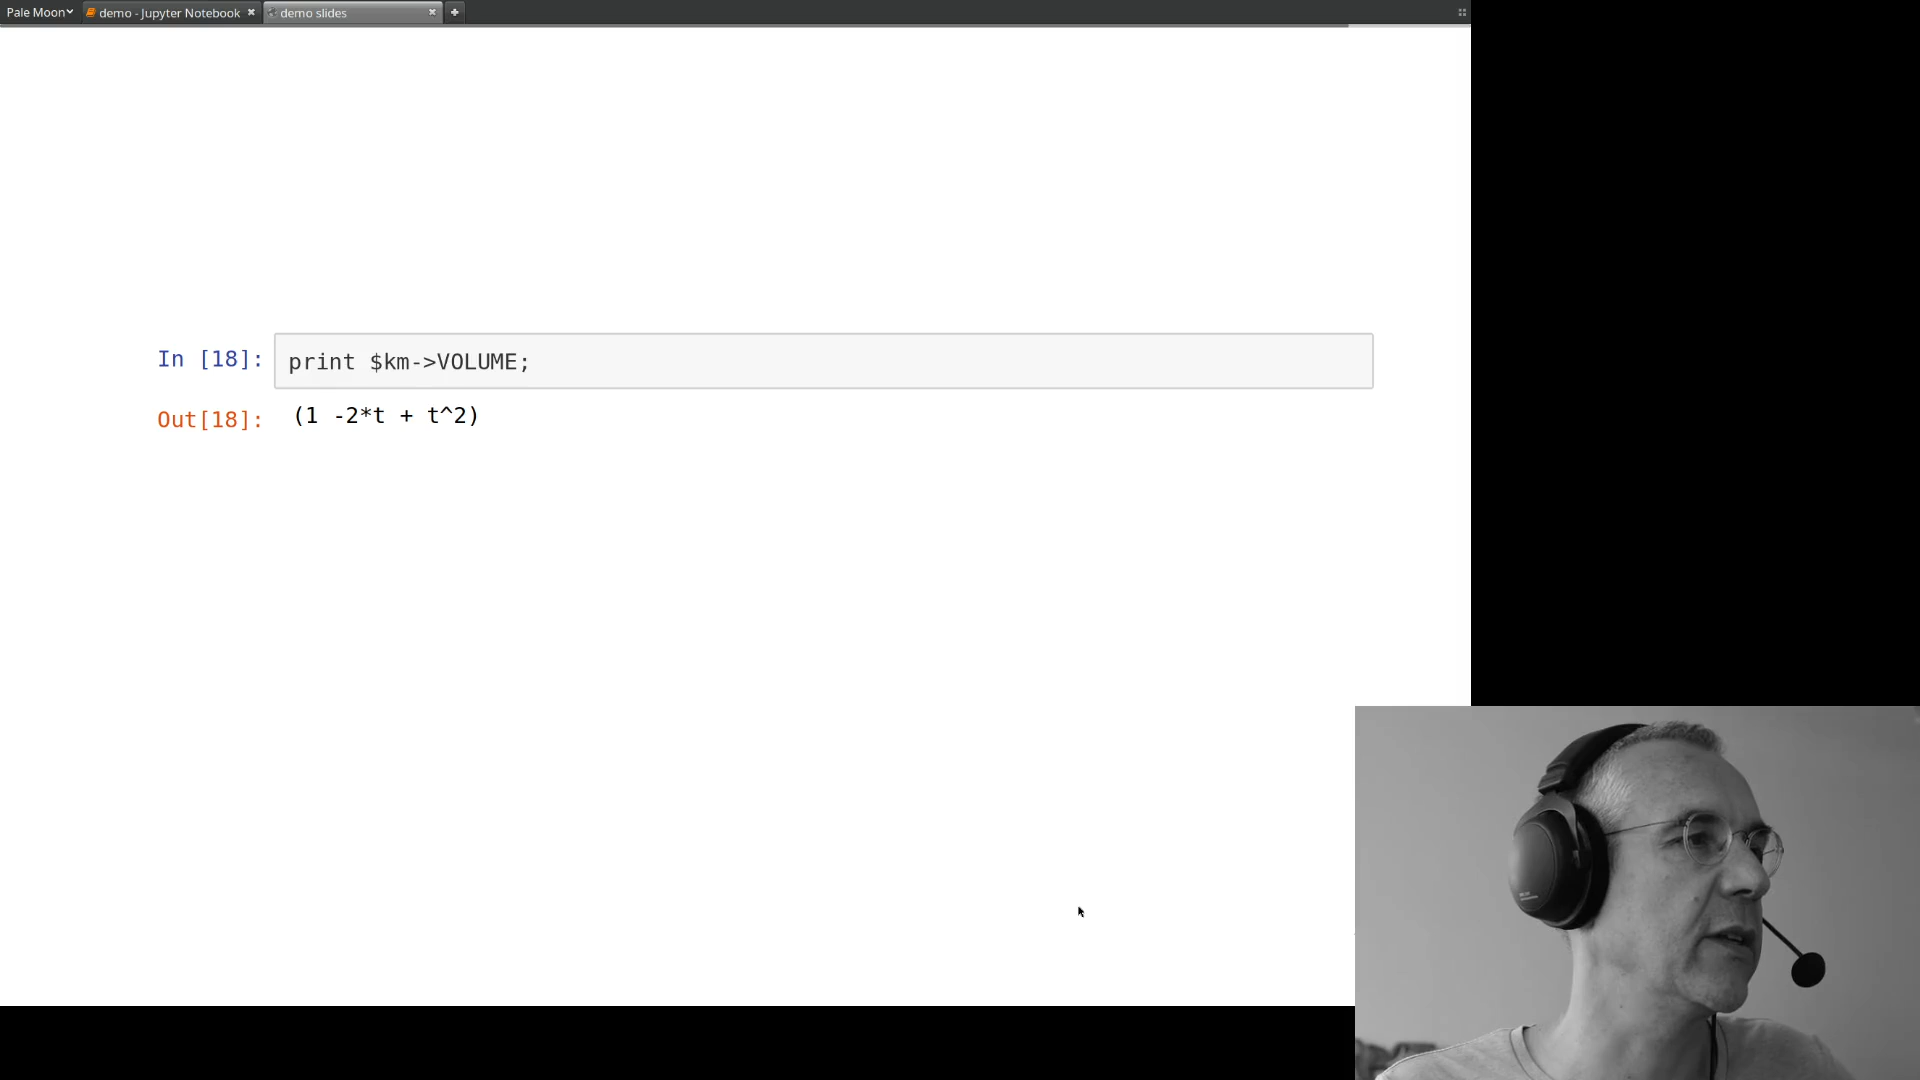 Pale Moon
demo - Jupyter Notebook
demo slides
In [18]:
print $km->VOLUME;
Out[18]:
(1 -2*t + t^2)